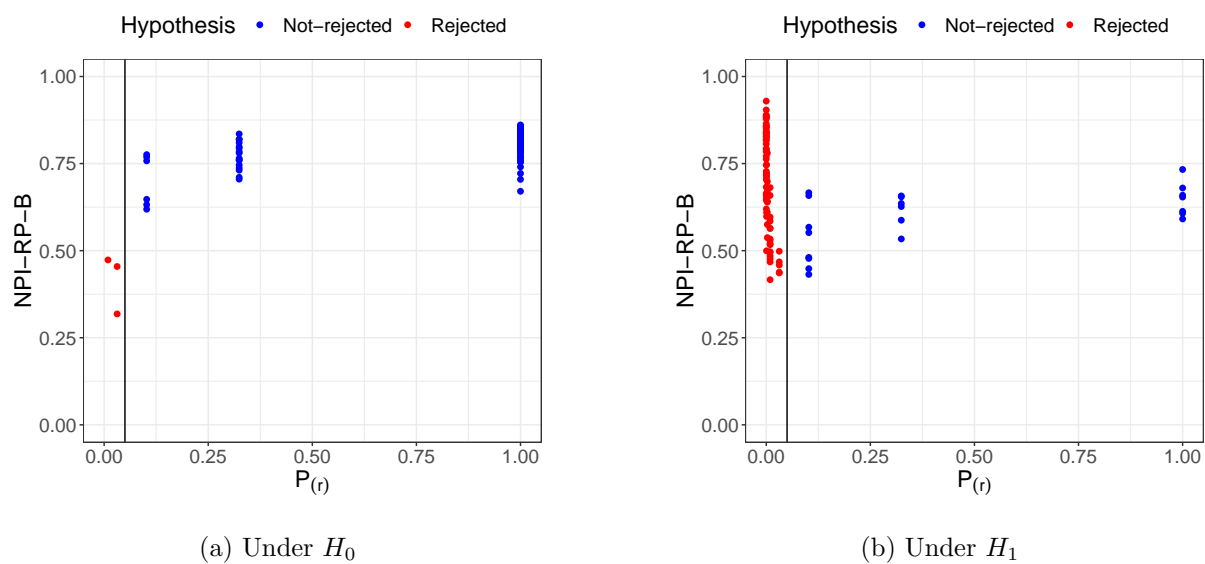 Hypothesis Not−rejected Rejected
1.00
0.75
0.50
0.25
0.00
NPI−RP−B
0.00 0.25 0.50 0.75 1.00
P(r)
(a) Under H0
Hypothesis Not−rejected Rejected
1.00
0.75
0.50
0.25
0.00
NPI−RP−B
0.00 0.25 0.50 0.75 1.00
P(r)
(b) Under H1